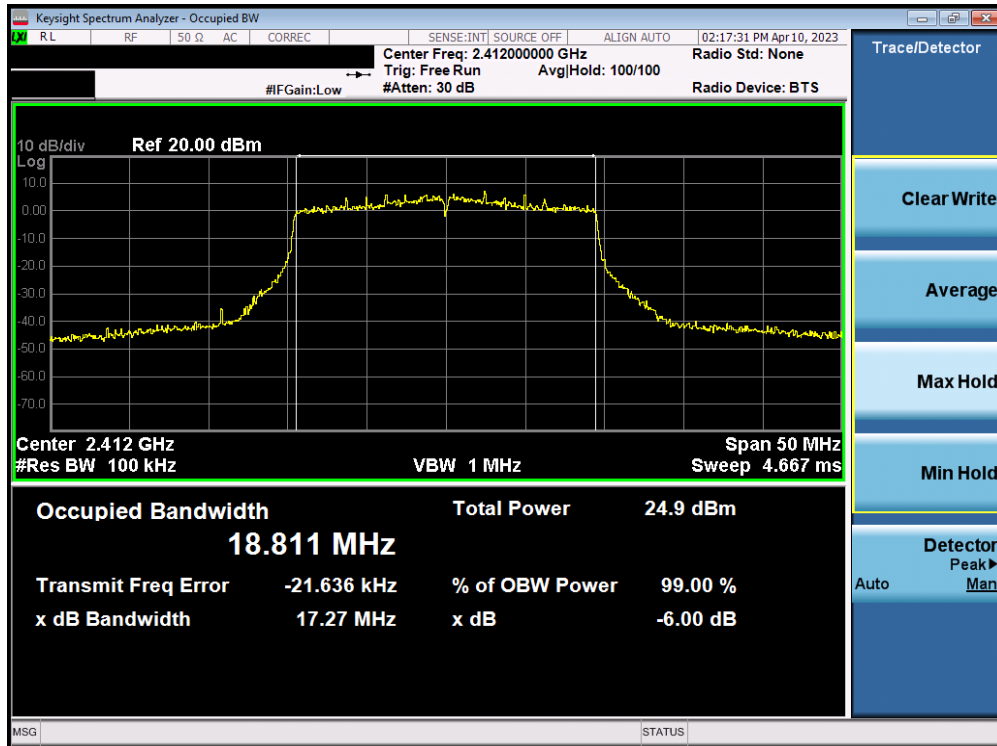 Keysight Spectrum Analyzer - Occupied BW
LXI RL RF 50 Ω AC CORREC SENSE:INT SOURCE OFF ALIGN AUTO 02:17:31 PM Apr 10, 2023
Center Freq: 2.412000000 GHz Radio Std: None
Trig: Free Run Avg|Hold: 100/100
#IFGain:Low #Atten: 30 dB Radio Device: BTS
10 dB/div Ref 20.00 dBm
Log
10.0
0.00
-10.0
-20.0
-30.0
-40.0
-50.0
-60.0
-70.0
Center 2.412 GHz Span 50 MHz
#Res BW 100 kHz VBW 1 MHz Sweep 4.667 ms
Occupied Bandwidth Total Power 24.9 dBm
18.811 MHz
Transmit Freq Error -21.636 kHz % of OBW Power 99.00 %
x dB Bandwidth 17.27 MHz x dB -6.00 dB
MSG STATUS
Trace/Detector
Clear Write
Average
Max Hold
Min Hold
Detector
Peak▶
Auto Man